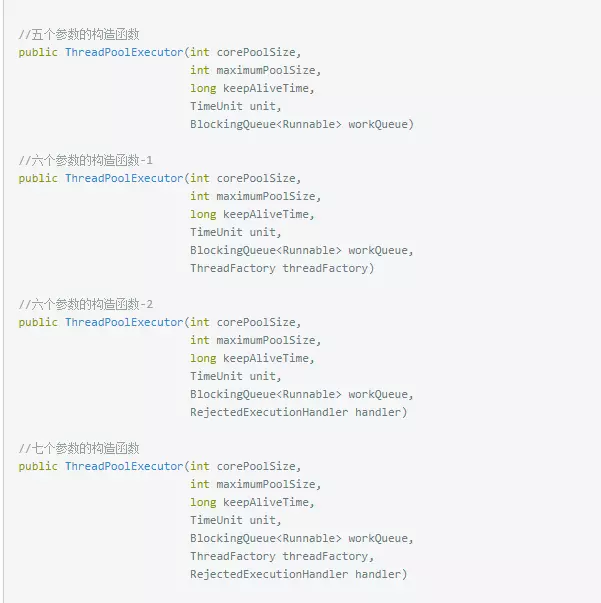 //五个参数的构造函数
public ThreadPoolExecutor(int corePoolSize,
int maximumPoolSize,
long keepAliveTime,
TimeUnit unit,
BlockingQueue<Runnable> workQueue)
//六个参数的构造函数-1
public ThreadPoolExecutor(int corePoolSize,
int maximumPoolSize,
long keepAliveTime,
TimeUnit unit,
BlockingQueue<Runnable> workQueue,
ThreadFactory threadFactory)
//六个参数的构造函数-2
public ThreadPoolExecutor(int corePoolSize,
int maximumPoolSize,
long keepAliveTime,
TimeUnit unit,
BlockingQueue<Runnable> workQueue,
RejectedExecutionHandler handler)
//七个参数的构造函数
public ThreadPoolExecutor(int corePoolSize,
int maximumPoolSize,
long keepAliveTime,
TimeUnit unit,
BlockingQueue<Runnable> workQueue,
ThreadFactory threadFactory,
RejectedExecutionHandler handler)